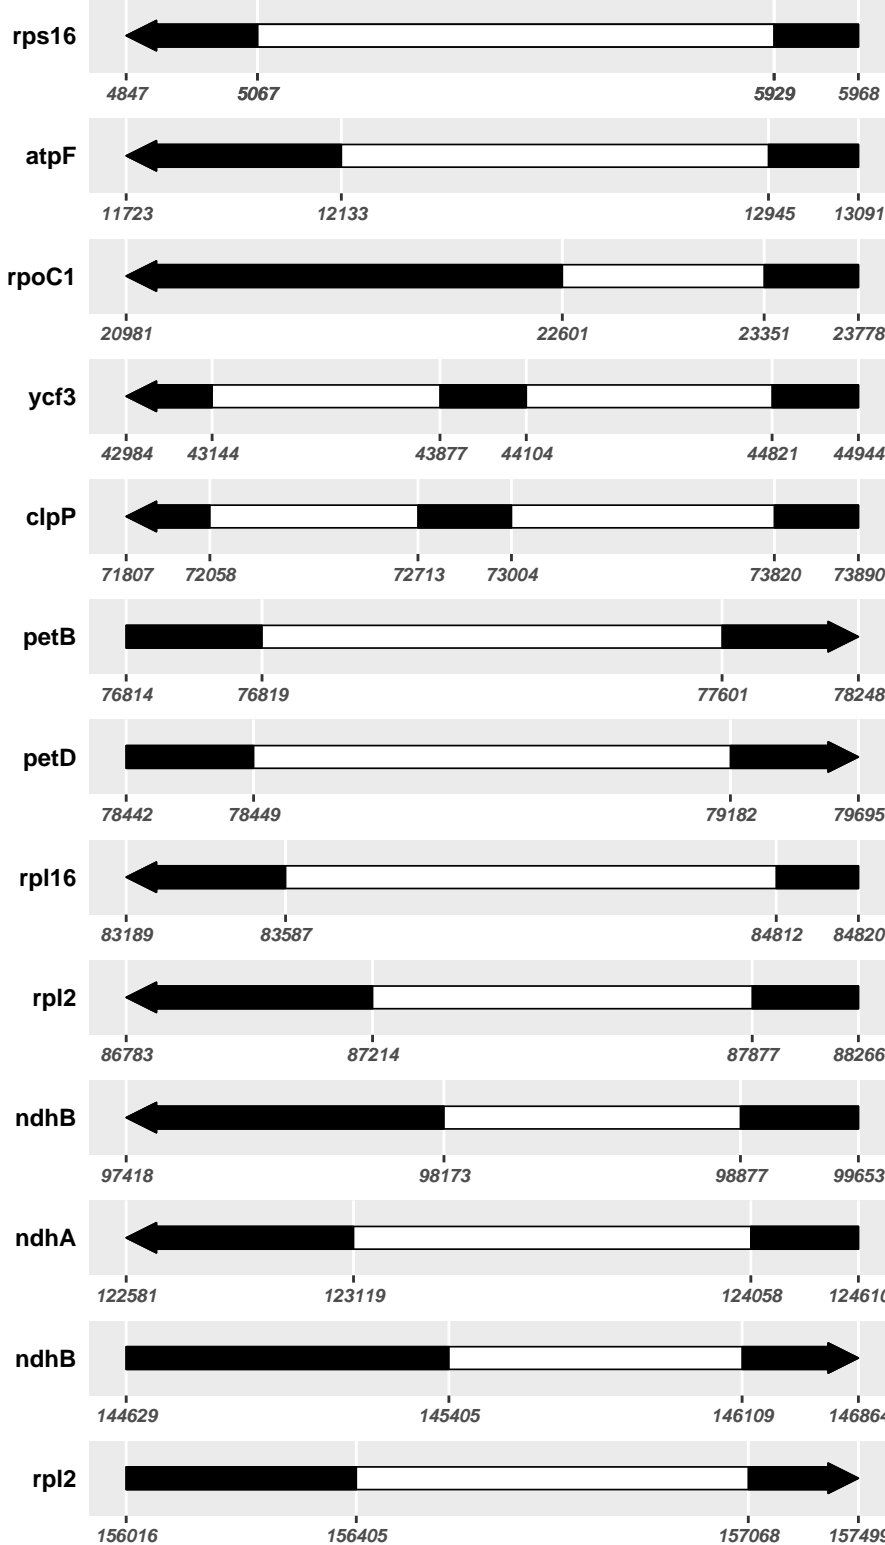 rps16
4847 5067 5929 5968
atpF
11723 12133 12945 13091
rpoC1
20981 22601 23351 23778
ycf3
42984 43144 43877 44104 44821 44944
clpP
71807 72058 72713 73004 73820 73890
petB
76814 76819 77601 78248
petD
78442 78449 79182 79695
rpl16
83189 83587 84812 84820
rpl2
86783 87214 87877 88266
ndhB
97418 98173 98877 99653
ndhA
122581 123119 124058 124610
ndhB
144629 145405 146109 146864
rpl2
156016 156405 157068 157499